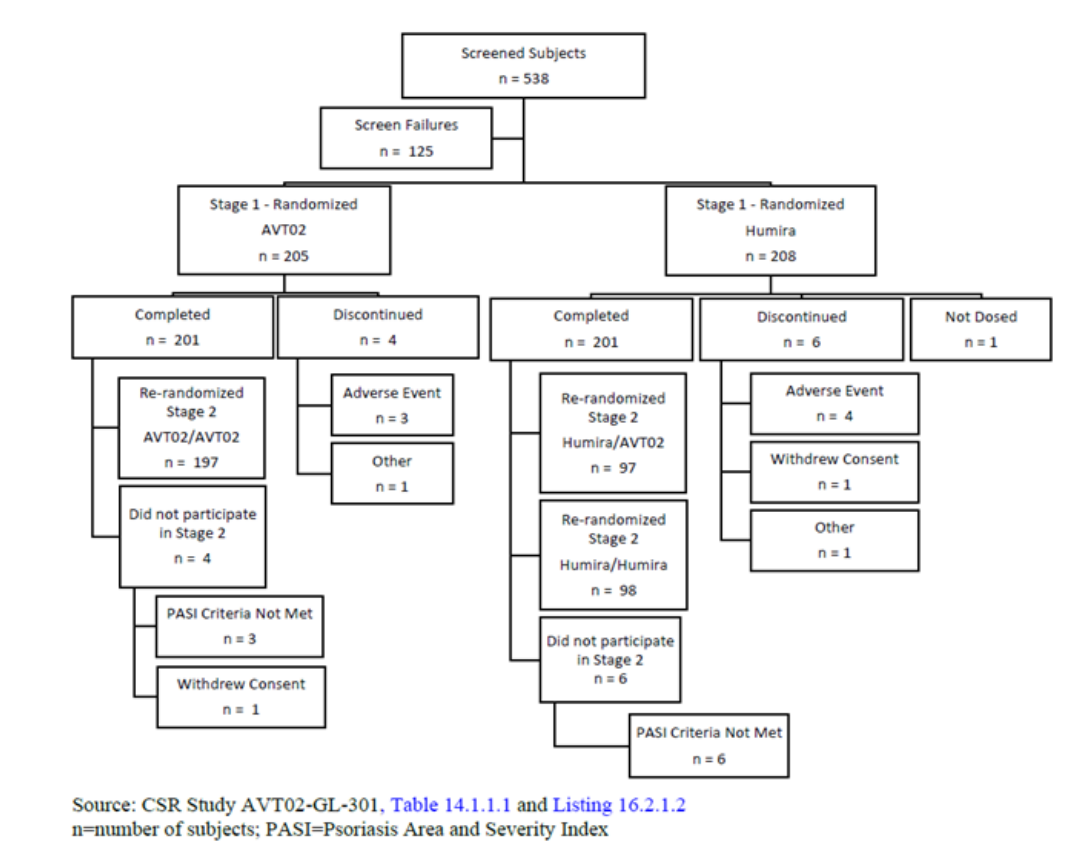 Screened Subjects
n = 538
Screen Failures
n = 125
Stage 1 - Randomized
AVT02
n = 205
Stage 1 - Randomized
Humira
n = 208
Completed
n = 201
Discontinued
n = 4
Completed
n = 201
Discontinued
n = 6
Not Dosed
n = 1
Re-randomized
Stage 2
AVT02/AVT02
n = 197
Did not participate
in Stage 2
n = 4
PASI Criteria Not Met
n = 3
Withdrew Consent
n = 1
Adverse Event
n = 3
Other
n = 1
Re-randomized
Stage 2
Humira/AVT02
n = 97
Re-randomized
Stage 2
Humira/Humira
n = 98
Did not participate
in Stage 2
n = 6
PASI Criteria Not Met
n = 6
Adverse Event
n = 4
Withdrew Consent
n = 1
Other
n = 1
Source: CSR Study AVT02-GL-301, Table 14.1.1.1 and Listing 16.2.1.2
n=number of subjects; PASI=Psoriasis Area and Severity Index